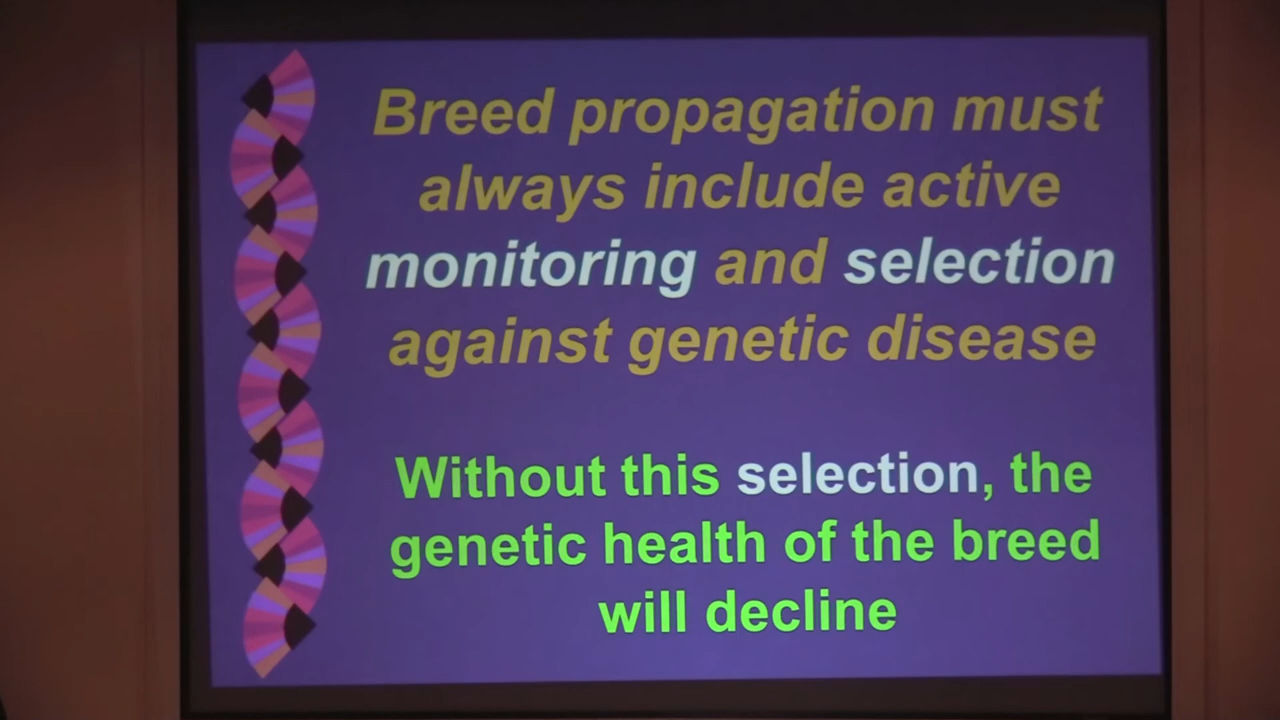 Breed propagation must
always include active
monitoring and selection
against genetic disease
Without this selection, the
genetic health of the breed
will decline